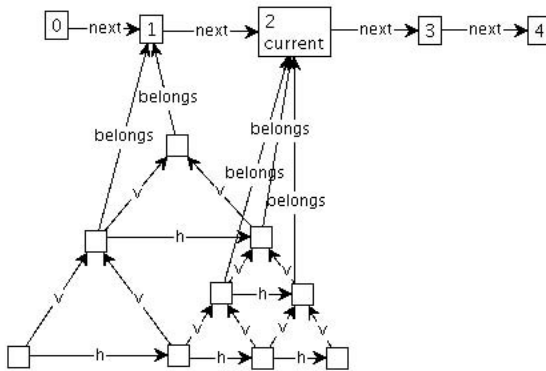 0 next 1 next 2 next 3 next 4
current
belongs
belongs
belongs
belongs
belongs
v v
h
v v v v
h
v v v v
h h h